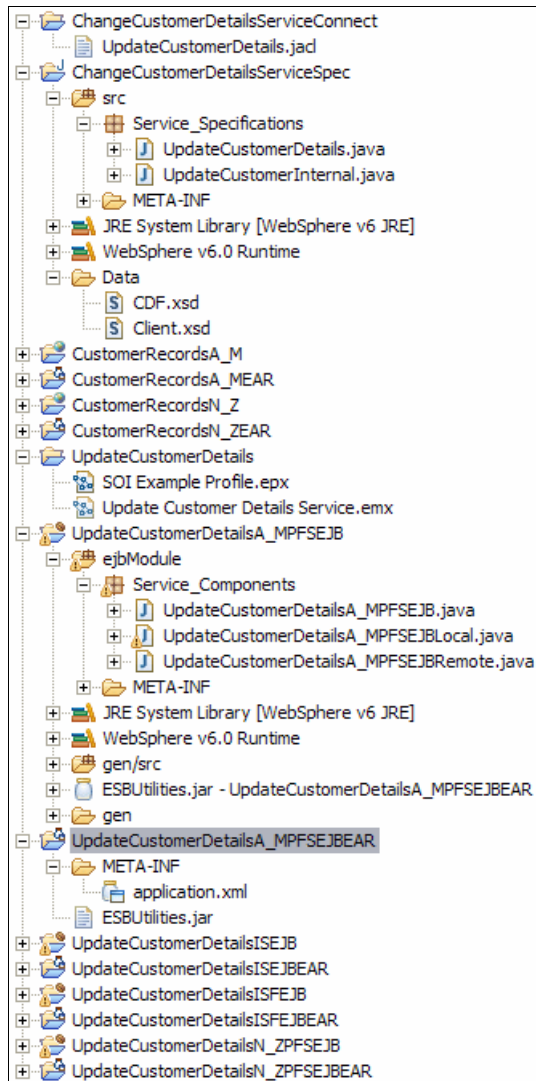 ChangeCustomerDetailsServiceConnect
UpdateCustomerDetails.jacl
ChangeCustomerDetailsServiceSpec
src
Service_Specifications
UpdateCustomerDetails.java
UpdateCustomerInternal.java
META-INF
JRE System Library [WebSphere v6 JRE]
WebSphere v6.0 Runtime
Data
CDF.xsd
Client.xsd
CustomerRecordsA_M
CustomerRecordsA_MEAR
CustomerRecordsN_Z
CustomerRecordsN_ZEAR
UpdateCustomerDetails
SOI Example Profile.epx
Update Customer Details Service.emx
UpdateCustomerDetailsA_MPFSEJB
ejbModule
Service_Components
UpdateCustomerDetailsA_MPFSEJB.java
UpdateCustomerDetailsA_MPFSEJBLocal.java
UpdateCustomerDetailsA_MPFSEJBRemote.java
META-INF
JRE System Library [WebSphere v6 JRE]
WebSphere v6.0 Runtime
gen/src
ESBUtilities.jar - UpdateCustomerDetailsA_MPFSEJBEAR
gen
UpdateCustomerDetailsA_MPFSEJBEAR
META-INF
application.xml
ESBUtilities.jar
UpdateCustomerDetailsISEJB
UpdateCustomerDetailsISEJBEAR
UpdateCustomerDetailsISFEJB
UpdateCustomerDetailsISFEJBEAR
UpdateCustomerDetailsN_ZPFSEJB
UpdateCustomerDetailsN_ZPFSEJBEAR